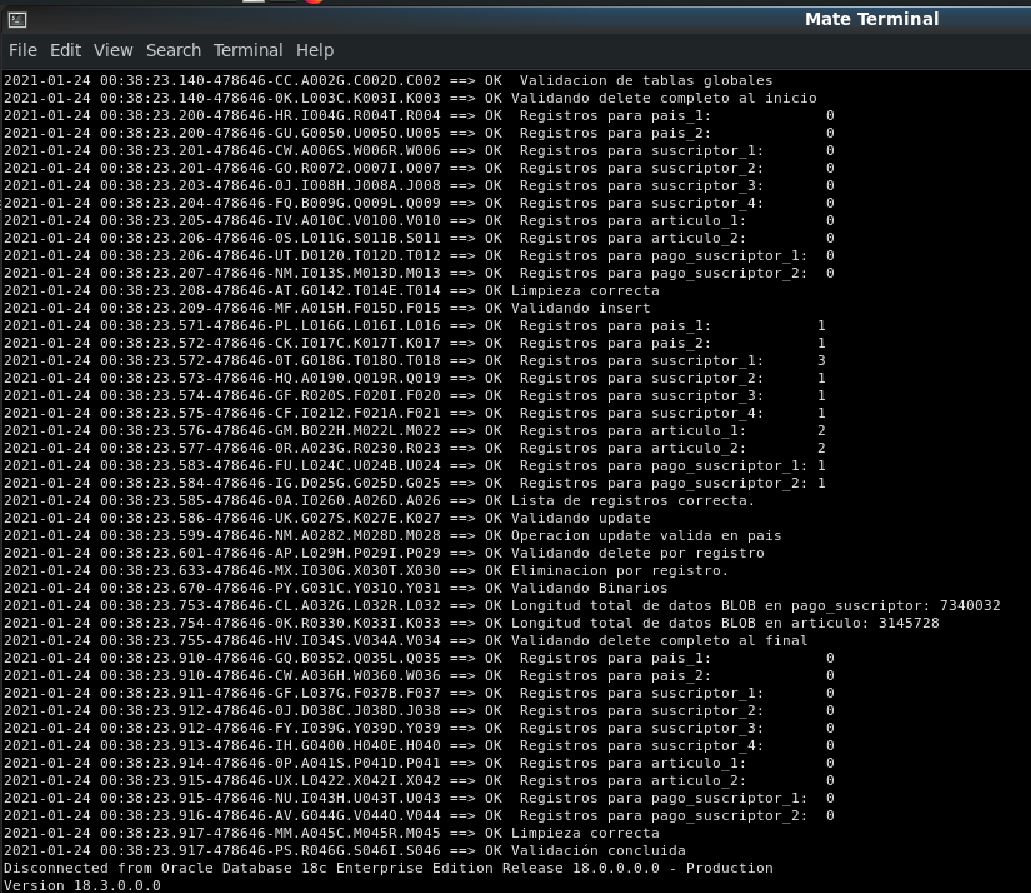 Mate Terminal
File Edit View Search Terminal Help
2021-01-24 00:38:23.140-478646-CC.A002G.C002D.C002 ==> OK  Validacion de tablas globales
2021-01-24 00:38:23.140-478646-0K.L003C.K003I.K003 ==> OK Validando delete completo al inicio
2021-01-24 00:38:23.200-478646-HR.I004G.R004T.R004 ==> OK  Registros para pais_1:             0
2021-01-24 00:38:23.200-478646-GU.G0050.U005O.U005 ==> OK  Registros para pais_2:             0
2021-01-24 00:38:23.201-478646-CW.A006S.W006R.W006 ==> OK  Registros para suscriptor_1:       0
2021-01-24 00:38:23.201-478646-GO.R0072.O007I.O007 ==> OK  Registros para suscriptor_2:       0
2021-01-24 00:38:23.203-478646-0J.I008H.J008A.J008 ==> OK  Registros para suscriptor_3:       0
2021-01-24 00:38:23.204-478646-FQ.B009G.Q009L.Q009 ==> OK  Registros para suscriptor_4:       0
2021-01-24 00:38:23.205-478646-IV.A010C.V0100.V010 ==> OK  Registros para articulo_1:         0
2021-01-24 00:38:23.206-478646-0S.L011G.S011B.S011 ==> OK  Registros para articulo_2:         0
2021-01-24 00:38:23.206-478646-UT.D0120.T012D.T012 ==> OK  Registros para pago_suscriptor_1:  0
2021-01-24 00:38:23.207-478646-NM.I013S.M013D.M013 ==> OK  Registros para pago_suscriptor_2:  0
2021-01-24 00:38:23.208-478646-AT.G0142.T014E.T014 ==> OK Limpieza correcta
2021-01-24 00:38:23.209-478646-MF.A015H.F015D.F015 ==> OK Validando insert
2021-01-24 00:38:23.571-478646-PL.L016G.L016I.L016 ==> OK  Registros para pais_1:            1
2021-01-24 00:38:23.572-478646-CK.I017C.K017T.K017 ==> OK  Registros para pais_2:            1
2021-01-24 00:38:23.572-478646-0T.G018G.T018O.T018 ==> OK  Registros para suscriptor_1:      3
2021-01-24 00:38:23.573-478646-HQ.A0190.Q019R.Q019 ==> OK  Registros para suscriptor_2:      1
2021-01-24 00:38:23.574-478646-GF.R020S.F020I.F020 ==> OK  Registros para suscriptor_3:      1
2021-01-24 00:38:23.575-478646-CF.I0212.F021A.F021 ==> OK  Registros para suscriptor_4:      1
2021-01-24 00:38:23.576-478646-GM.B022H.M022L.M022 ==> OK  Registros para articulo_1:        2
2021-01-24 00:38:23.577-478646-0R.A023G.R0230.R023 ==> OK  Registros para articulo_2:        2
2021-01-24 00:38:23.583-478646-FU.L024C.U024B.U024 ==> OK  Registros para pago_suscriptor_1: 1
2021-01-24 00:38:23.584-478646-IG.D025G.G025D.G025 ==> OK  Registros para pago_suscriptor_2: 1
2021-01-24 00:38:23.585-478646-0A.I0260.A026D.A026 ==> OK Lista de registros correcta.
2021-01-24 00:38:23.586-478646-UK.G027S.K027E.K027 ==> OK Validando update
2021-01-24 00:38:23.599-478646-NM.A0282.M028D.M028 ==> OK Operacion update valida en pais
2021-01-24 00:38:23.601-478646-AP.L029H.P029I.P029 ==> OK Validando delete por registro
2021-01-24 00:38:23.633-478646-MX.I030G.X030T.X030 ==> OK Eliminacion por registro.
2021-01-24 00:38:23.670-478646-PY.G031C.Y031O.Y031 ==> OK Validando Binarios
2021-01-24 00:38:23.753-478646-CL.A032G.L032R.L032 ==> OK Longitud total de datos BLOB en pago_suscriptor: 7340032
2021-01-24 00:38:23.754-478646-0K.R0330.K033I.K033 ==> OK Longitud total de datos BLOB en articulo: 3145728
2021-01-24 00:38:23.755-478646-HV.I034S.V034A.V034 ==> OK Validando delete completo al final
2021-01-24 00:38:23.910-478646-GQ.B0352.Q035L.Q035 ==> OK  Registros para pais_1:             0
2021-01-24 00:38:23.910-478646-CW.A036H.W0360.W036 ==> OK  Registros para pais_2:             0
2021-01-24 00:38:23.911-478646-GF.L037G.F037B.F037 ==> OK  Registros para suscriptor_1:       0
2021-01-24 00:38:23.912-478646-0J.D038C.J038D.J038 ==> OK  Registros para suscriptor_2:       0
2021-01-24 00:38:23.912-478646-FY.I039G.Y039D.Y039 ==> OK  Registros para suscriptor_3:       0
2021-01-24 00:38:23.913-478646-IH.G0400.H040E.H040 ==> OK  Registros para suscriptor_4:       0
2021-01-24 00:38:23.914-478646-0P.A041S.P041D.P041 ==> OK  Registros para articulo_1:         0
2021-01-24 00:38:23.915-478646-UX.L0422.X042I.X042 ==> OK  Registros para articulo_2:         0
2021-01-24 00:38:23.915-478646-NU.I043H.U043T.U043 ==> OK  Registros para pago_suscriptor_1:  0
2021-01-24 00:38:23.916-478646-AV.G044G.V044O.V044 ==> OK  Registros para pago_suscriptor_2:  0
2021-01-24 00:38:23.917-478646-MM.A045C.M045R.M045 ==> OK Limpieza correcta
2021-01-24 00:38:23.917-478646-PS.R046G.S046I.S046 ==> OK Validación concluida
Disconnected from Oracle Database 18c Enterprise Edition Release 18.0.0.0.0 - Production
Version 18.3.0.0.0